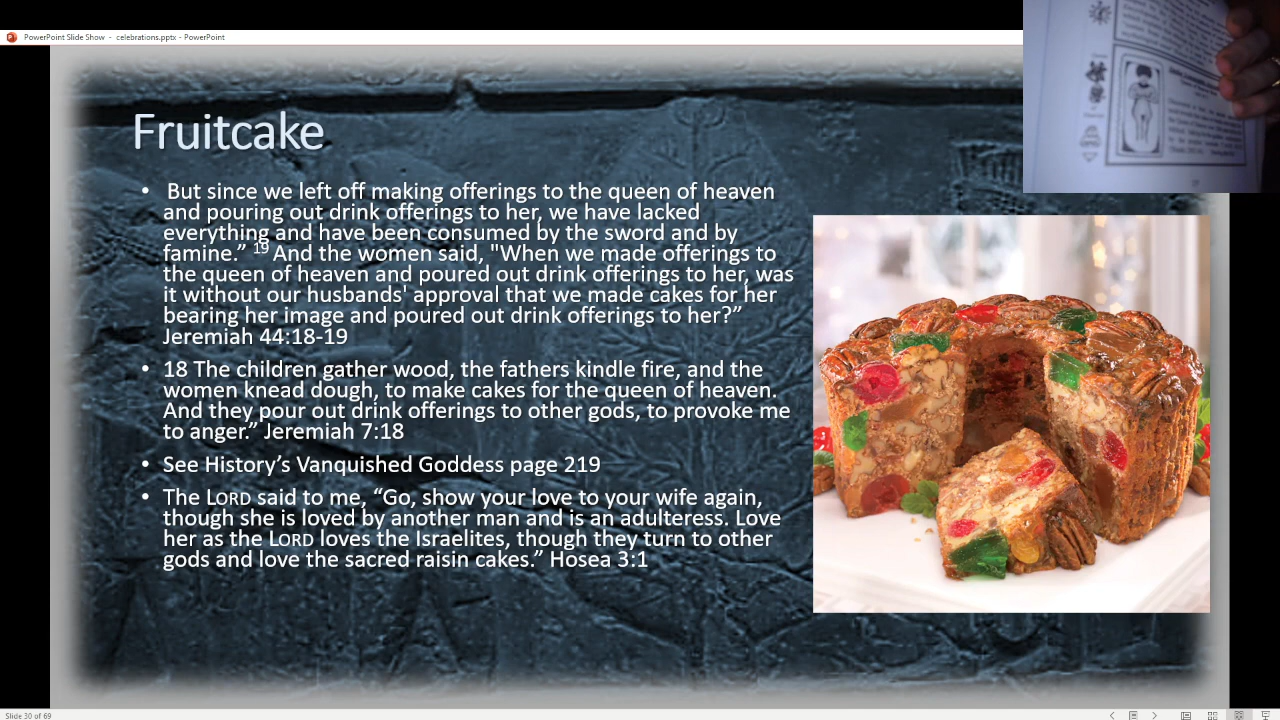 PowerPoint Slide Show - celebrations.pptx - PowerPoint
Fruitcake
• But since we left off making offerings to the queen of heaven
and pouring out drink offerings to her, we have lacked
everything and have been consumed by the sword and by
famine.” 19 And the women said, "When we made offerings to
the queen of heaven and poured out drink offerings to her, was
it without our husbands' approval that we made cakes for her
bearing her image and poured out drink offerings to her?”
Jeremiah 44:18-19
• 18 The children gather wood, the fathers kindle fire, and the
women knead dough, to make cakes for the queen of heaven.
And they pour out drink offerings to other gods, to provoke me
to anger.” Jeremiah 7:18
• See History’s Vanquished Goddess page 219
• The LORD said to me, “Go, show your love to your wife again,
though she is loved by another man and is an adulteress. Love
her as the LORD loves the Israelites, though they turn to other
gods and love the sacred raisin cakes.” Hosea 3:1
Slide 30 of 69